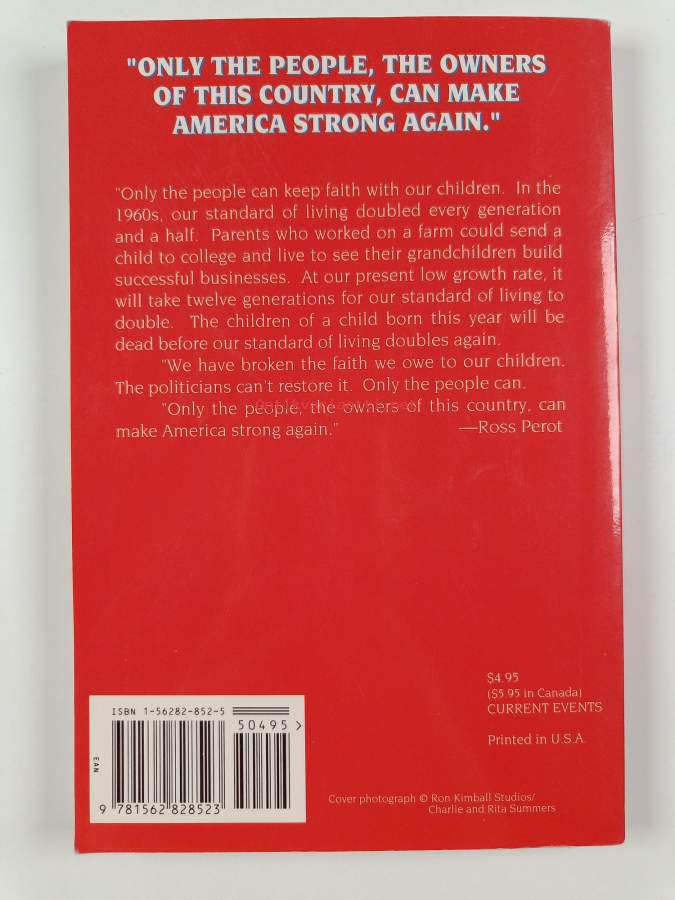 "ONLY THE PEOPLE, THE OWNERS
OF THIS COUNTRY, CAN MAKE
AMERICA STRONG AGAIN."
"Only the people can keep faith with our children. In the
1960s, our standard of living doubled every generation
and a half. Parents who worked on a farm could send a
child to college and live to see their grandchildren build
successful businesses. At our present low growth rate, it
will take twelve generations for our standard of living to
double. The children of a child born this year will be
dead before our standard of living doubles again.
"We have broken the faith we owe to our children.
The politicians can't restore it. Only the people can.
"Only the people, the owners of this country, can
make America strong again." —Ross Perot
$4.95
($5.95 in Canada)
CURRENT EVENTS
Printed in U.S.A.
ISBN 1-56282-852-5
50495>
EAN
9 781562 828523
Cover photograph © Ron Kimball Studios/
Charlie and Rita Summers